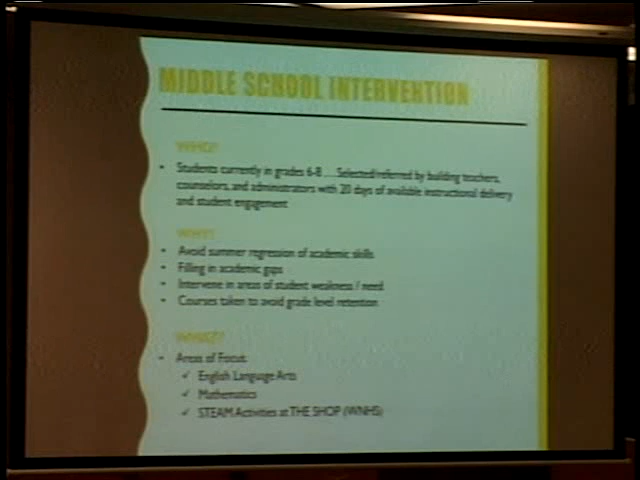 MIDDLE SCHOOL INTERVENTION
WHO?
• Students currently in grades 6-8 ....Selected/referred by building teachers,
counselors, and administrators with 20 days of available instructional delivery
and student engagement
WHY?
• Avoid summer regression of academic skills
• Filling in academic gaps
• Intervene in areas of student weakness / need
• Courses taken to avoid grade level retention
WHAT?
• Areas of Focus:
✓ English Language Arts
✓ Mathematics
✓ STEAM Activities at THE SHOP (WNHS)